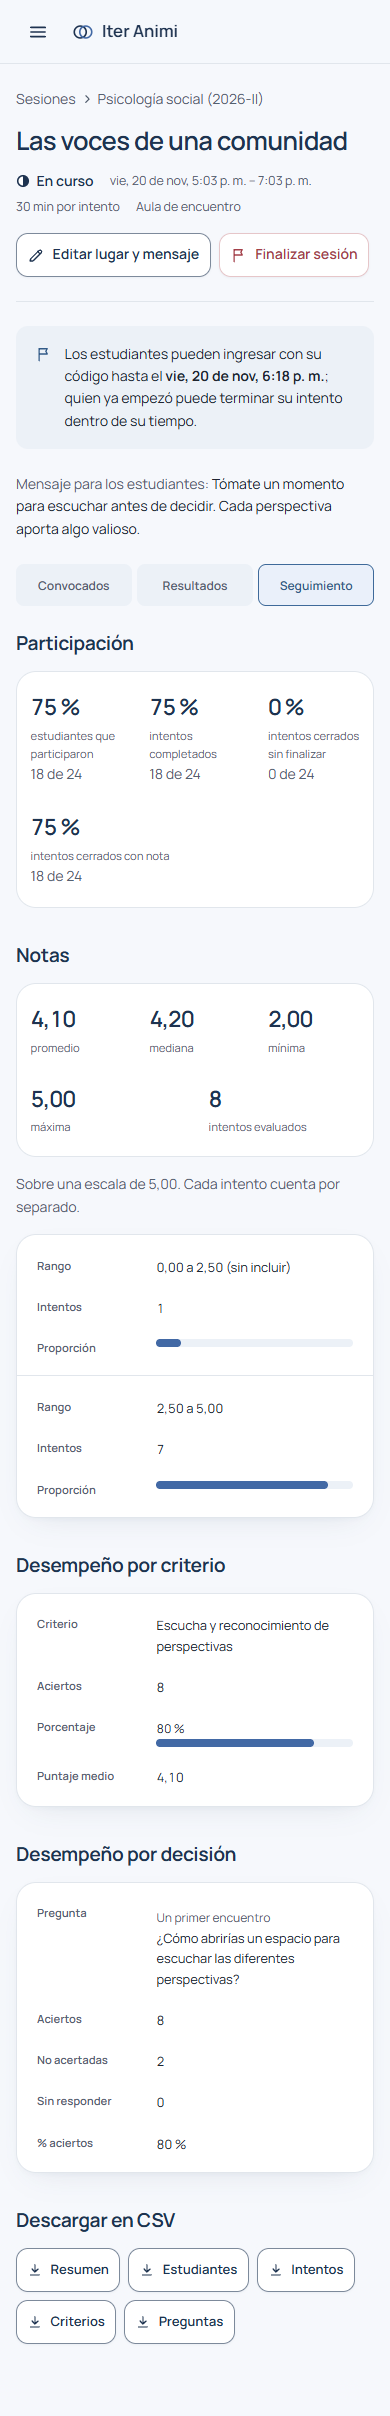 Iter Animi
Sesiones > Psicología social (2026-II)
Las voces de una comunidad
En curso vie, 20 de nov, 5:03 p. m. – 7:03 p. m.
30 min por intento Aula de encuentro
Editar lugar y mensaje Finalizar sesión
Los estudiantes pueden ingresar con su
código hasta el vie, 20 de nov, 6:18 p. m.;
quien ya empezó puede terminar su intento
dentro de su tiempo.
Mensaje para los estudiantes: Tómate un momento
para escuchar antes de decidir. Cada perspectiva
aporta algo valioso.
Convocados Resultados Seguimiento
Participación
75 % 75 % 0 %
estudiantes que intentos intentos cerrados
participaron completados sin finalizar
18 de 24 18 de 24 0 de 24
75 %
intentos cerrados con nota
18 de 24
Notas
4,10 4,20 2,00
promedio mediana mínima
5,00 8
máxima intentos evaluados
Sobre una escala de 5,00. Cada intento cuenta por
separado.
Rango 0,00 a 2,50 (sin incluir)
Intentos 1
Proporción
Rango 2,50 a 5,00
Intentos 7
Proporción
Desempeño por criterio
Criterio Escucha y reconocimiento de
perspectivas
Aciertos 8
Porcentaje 80 %
Puntaje medio 4,10
Desempeño por decisión
Pregunta Un primer encuentro
¿Cómo abrirías un espacio para
escuchar las diferentes
perspectivas?
Aciertos 8
No acertadas 2
Sin responder 0
% aciertos 80 %
Descargar en CSV
Resumen Estudiantes Intentos
Criterios Preguntas